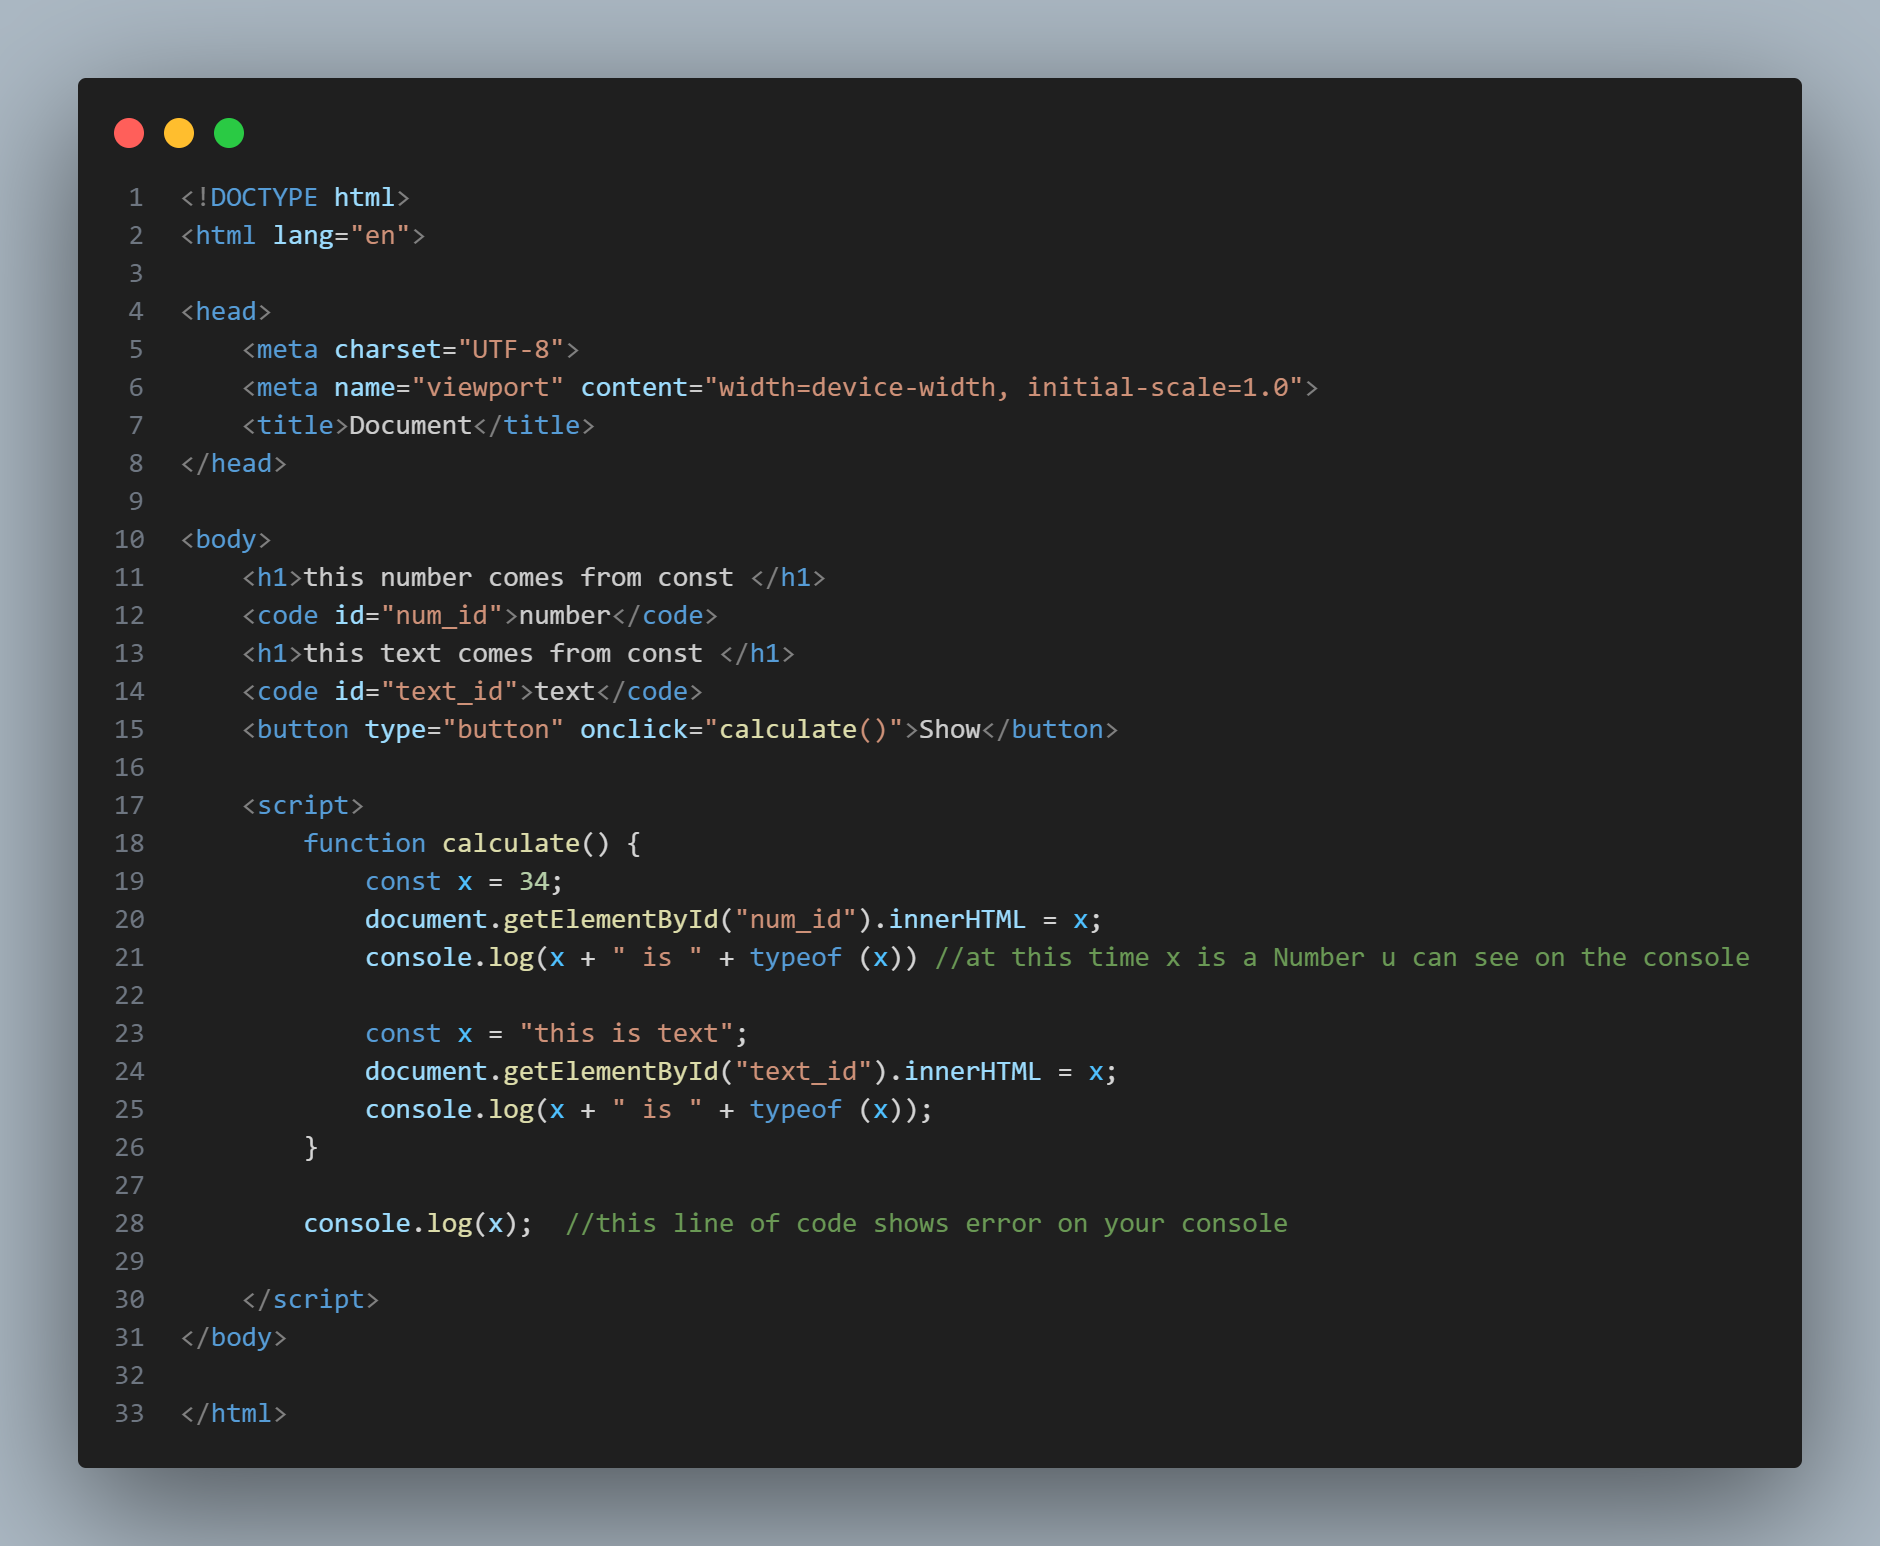 1 <!DOCTYPE html>
2 <html lang="en">
3
4 <head>
5     <meta charset="UTF-8">
6     <meta name="viewport" content="width=device-width, initial-scale=1.0">
7     <title>Document</title>
8 </head>
9
10 <body>
11     <h1>this number comes from const </h1>
12     <code id="num_id">number</code>
13     <h1>this text comes from const </h1>
14     <code id="text_id">text</code>
15     <button type="button" onclick="calculate()">Show</button>
16
17     <script>
18         function calculate() {
19             const x = 34;
20             document.getElementById("num_id").innerHTML = x;
21             console.log(x + " is " + typeof (x)) //at this time x is a Number u can see on the console
22
23             const x = "this is text";
24             document.getElementById("text_id").innerHTML = x;
25             console.log(x + " is " + typeof (x));
26         }
27
28         console.log(x);  //this line of code shows error on your console
29
30     </script>
31 </body>
32
33 </html>